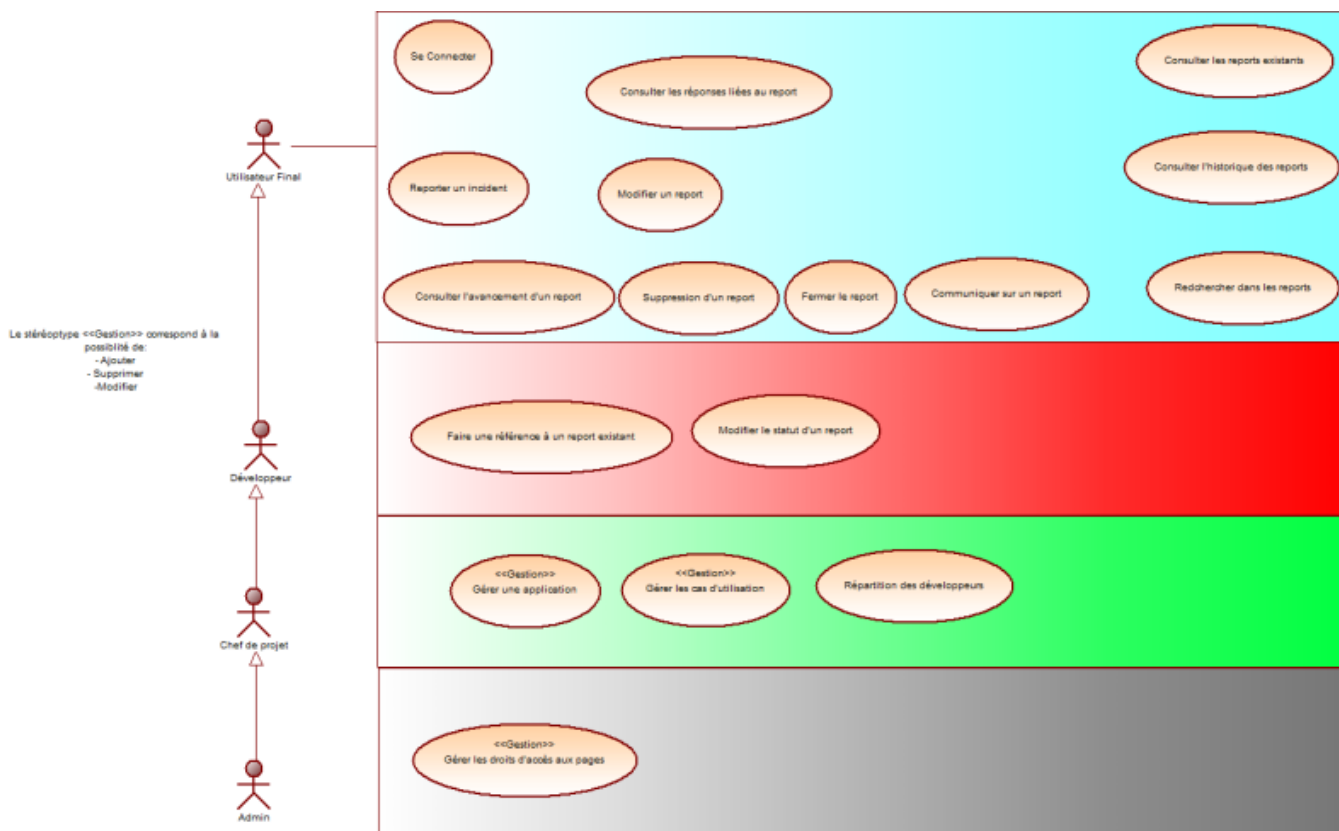 Se Connecter
Consulter les réponses liées au report
Consulter les reports existants
Utilisateur Final
Reporter un incident
Modifier un report
Consulter l'historique des reports
Consulter l'avancement d'un report
Suppression d'un report
Fermer le report
Communiquer sur un report
Redchercher dans les reports
Le stéréoptype <<Gestion>> correspond à la
possiblité de:
- Ajouter
- Supprimer
-Modifier
Faire une référence à un report existant
Modifier le statut d'un report
Développeur
<<Gestion>>
Gérer une application
<<Gestion>>
Gérer les cas d'utilisation
Répartition des développeurs
Chef de projet
<<Gestion>>
Gérer les droits d'accès aux pages
Admin